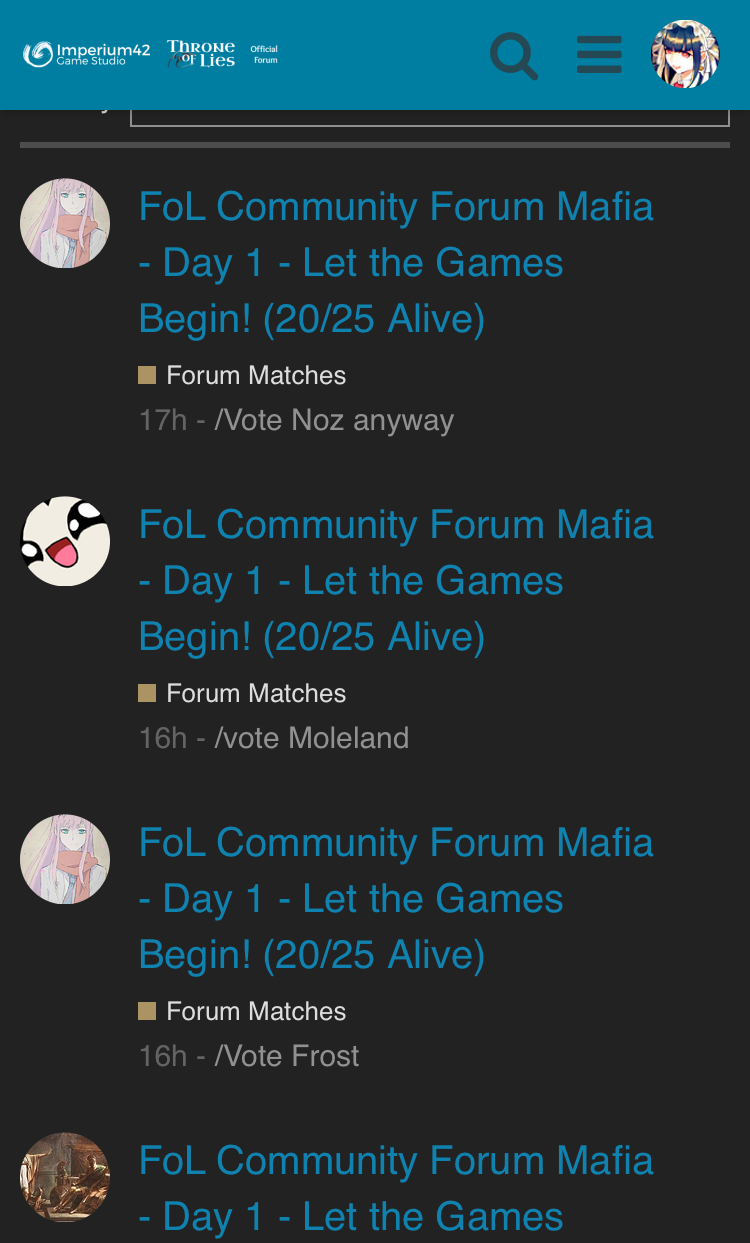 Imperium42
Game Studio
Throne
of Lies
Official
Forum
FoL Community Forum Mafia
- Day 1 - Let the Games
Begin! (20/25 Alive)
Forum Matches
17h - /Vote Noz anyway
FoL Community Forum Mafia
- Day 1 - Let the Games
Begin! (20/25 Alive)
Forum Matches
16h - /vote Moleland
FoL Community Forum Mafia
- Day 1 - Let the Games
Begin! (20/25 Alive)
Forum Matches
16h - /Vote Frost
FoL Community Forum Mafia
- Day 1 - Let the Games